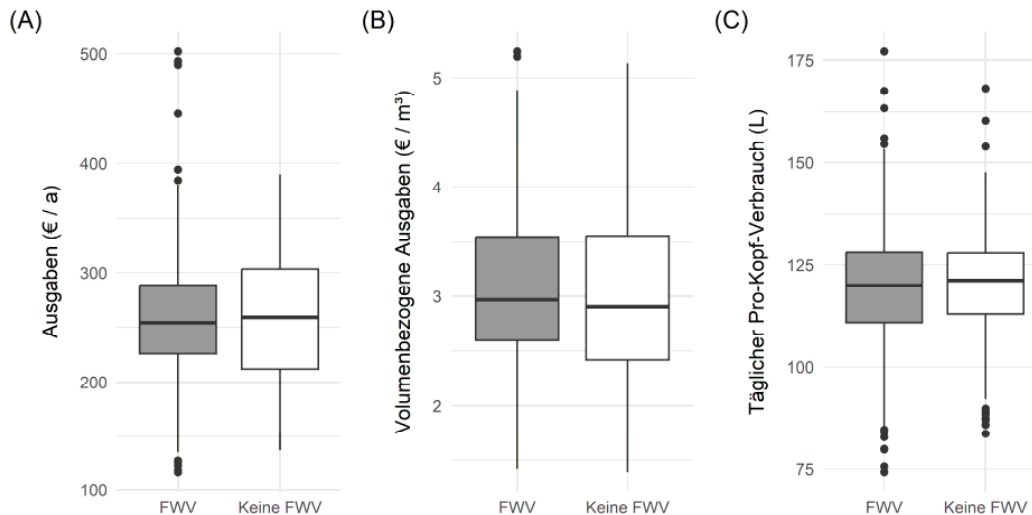 (A)
Ausgaben (€ / a)
500
400
300
200
100
FWV Keine FWV
(B)
Volumenbezogene Ausgaben (€ / m³)
5
4
3
2
FWV Keine FWV
(C)
Täglicher Pro-Kopf-Verbrauch (L)
175
150
125
100
75
FWV Keine FWV